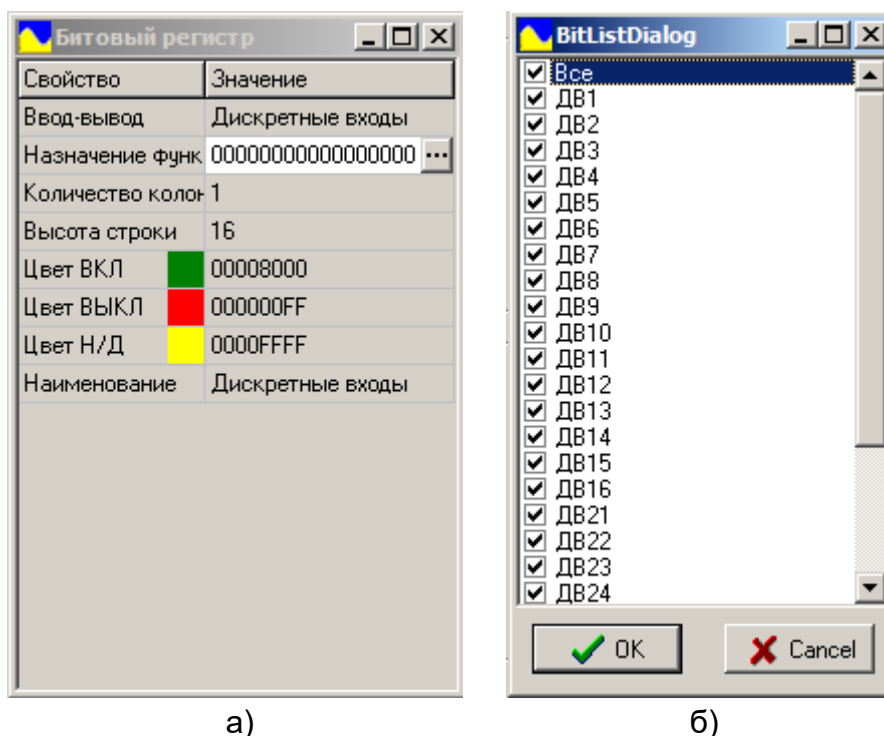 Битовый регистр
Свойство Значение
Ввод-вывод Дискретные входы
Назначение функ 00000000000000000 ...
Количество колон 1
Высота строки 16
Цвет ВКЛ 00008000
Цвет ВЫКЛ 000000FF
Цвет Н/Д 0000FFFF
Наименование Дискретные входы
а)
BitListDialog
Все
ДВ1
ДВ2
ДВ3
ДВ4
ДВ5
ДВ6
ДВ7
ДВ8
ДВ9
ДВ10
ДВ11
ДВ12
ДВ13
ДВ14
ДВ15
ДВ16
ДВ21
ДВ22
ДВ23
ДВ24
OK Cancel
б)